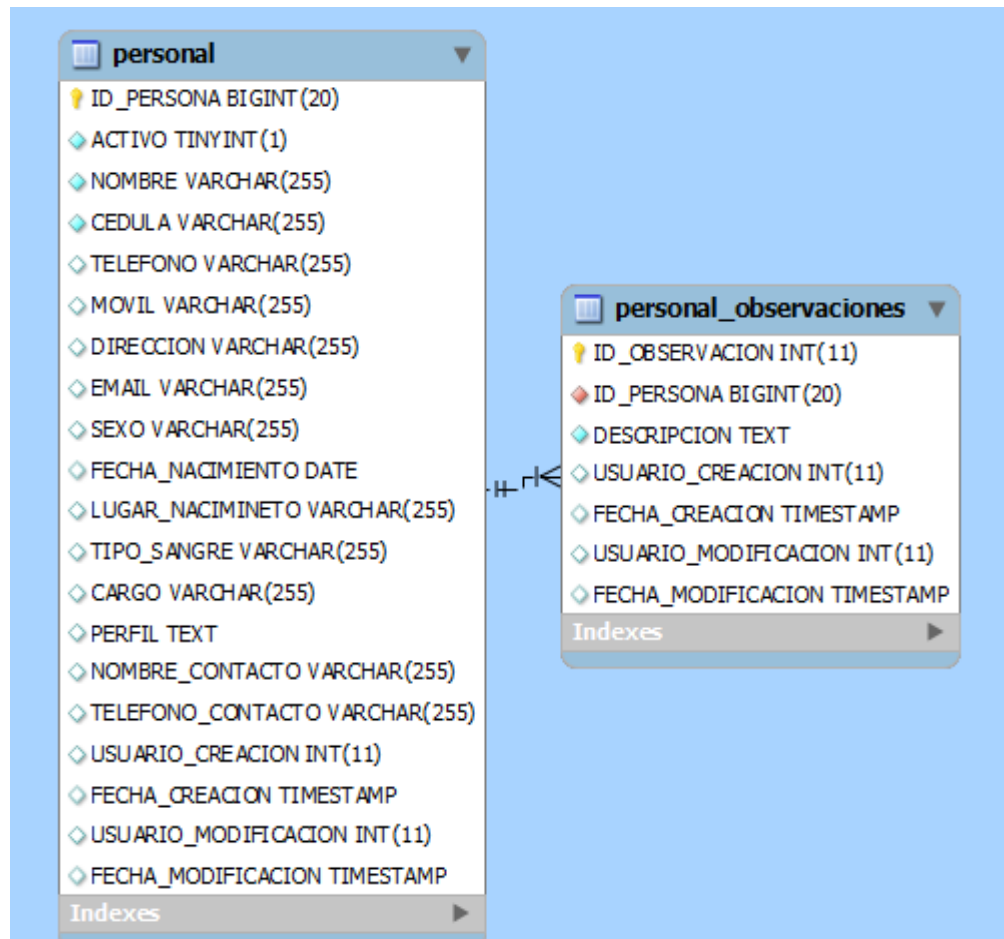 personal
ID_PERSONA BIGINT(20)
ACTIVO TINYINT(1)
NOMBRE VARCHAR(255)
CEDULA VARCHAR(255)
TELEFONO VARCHAR(255)
MOVIL VARCHAR(255)
DIRECCION VARCHAR(255)
EMAIL VARCHAR(255)
SEXO VARCHAR(255)
FECHA_NACIMIENTO DATE
LUGAR_NACIMINETO VARCHAR(255)
TIPO_SANGRE VARCHAR(255)
CARGO VARCHAR(255)
PERFIL TEXT
NOMBRE_CONTACTO VARCHAR(255)
TELEFONO_CONTACTO VARCHAR(255)
USUARIO_CREACION INT(11)
FECHA_CREACION TIMESTAMP
USUARIO_MODIFICACION INT(11)
FECHA_MODIFICACION TIMESTAMP
Indexes
personal_observaciones
ID_OBSERVACION INT(11)
ID_PERSONA BIGINT(20)
DESCRIPCION TEXT
USUARIO_CREACION INT(11)
FECHA_CREACION TIMESTAMP
USUARIO_MODIFICACION INT(11)
FECHA_MODIFICACION TIMESTAMP
Indexes